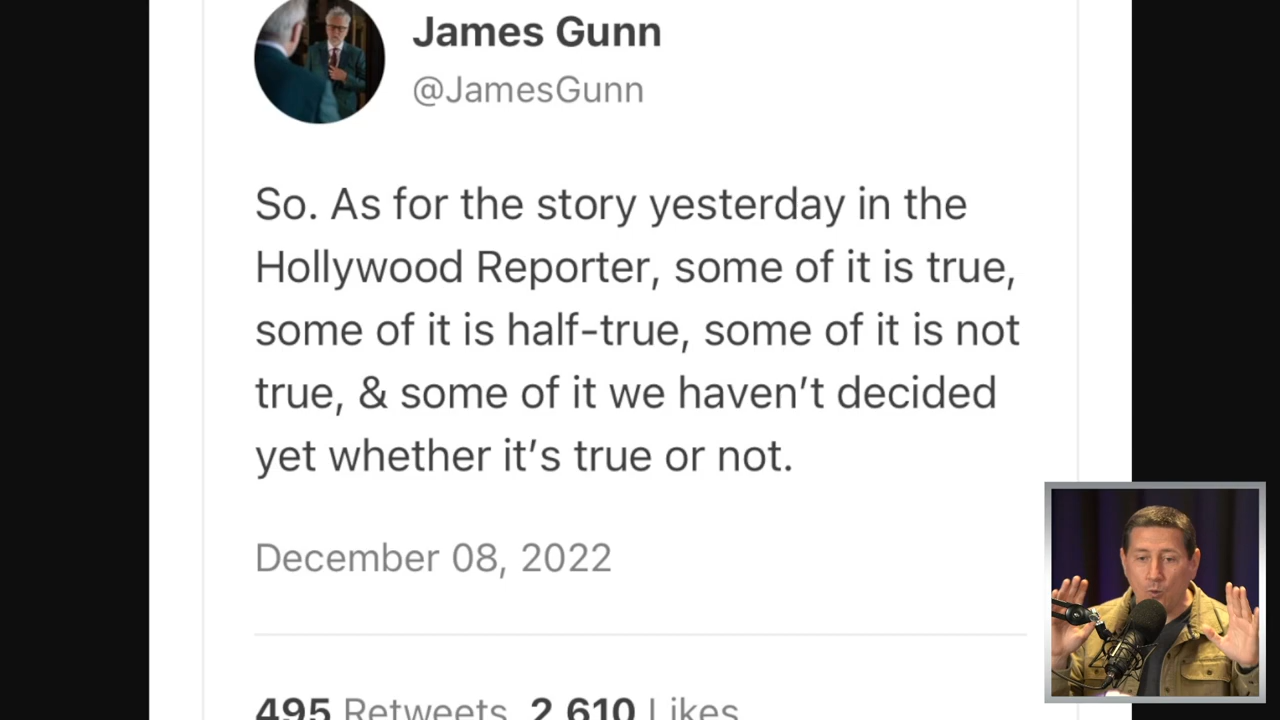 James Gunn
@JamesGunn
So. As for the story yesterday in the
Hollywood Reporter, some of it is true,
some of it is half-true, some of it is not
true, & some of it we haven’t decided
yet whether it’s true or not.
December 08, 2022
495 Retweets 2,610 Likes